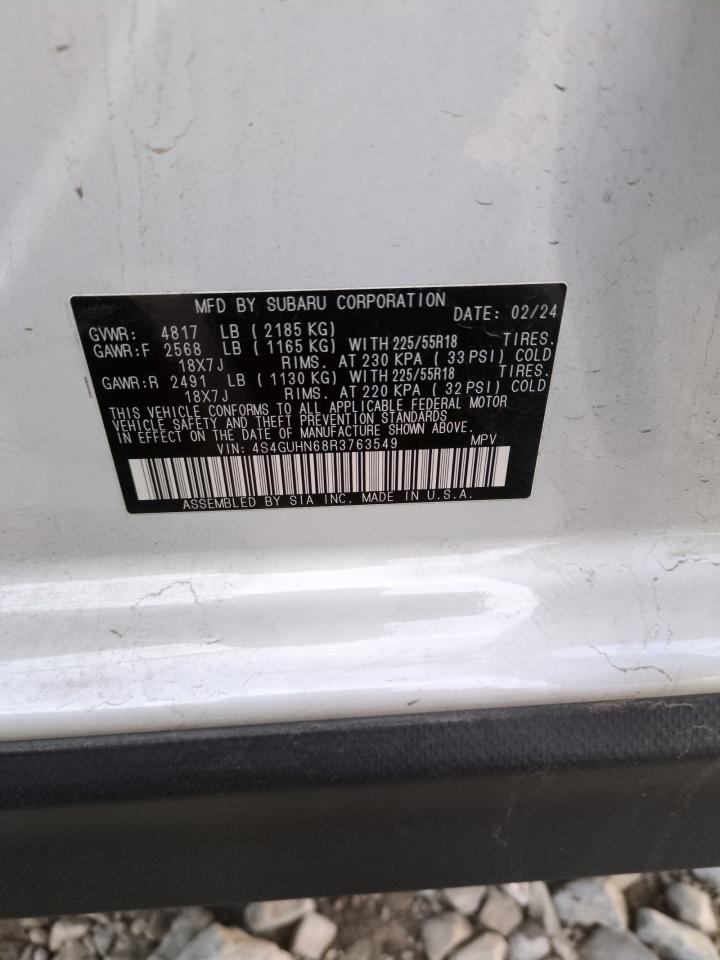 MFD BY SUBARU CORPORATION DATE: 02/24
GVWR: 4817 LB (2185 KG)
GAWR:F 2568 LB (1165 KG) WITH 225/55R18 TIRES.
18X7J RIMS. AT 230 KPA (33 PSI) COLD
GAWR:R 2491 LB (1130 KG) WITH 225/55R18 TIRES.
18X7J RIMS. AT 220 KPA (32 PSI) COLD
THIS VEHICLE CONFORMS TO ALL APPLICABLE FEDERAL MOTOR
VEHICLE SAFETY AND THEFT PREVENTION STANDARDS
IN EFFECT ON THE DATE OF MANUFACTURE SHOWN ABOVE.
VIN: 4S4GUHN68R3763549 MPV
ASSEMBLED BY SIA INC. MADE IN U.S.A.